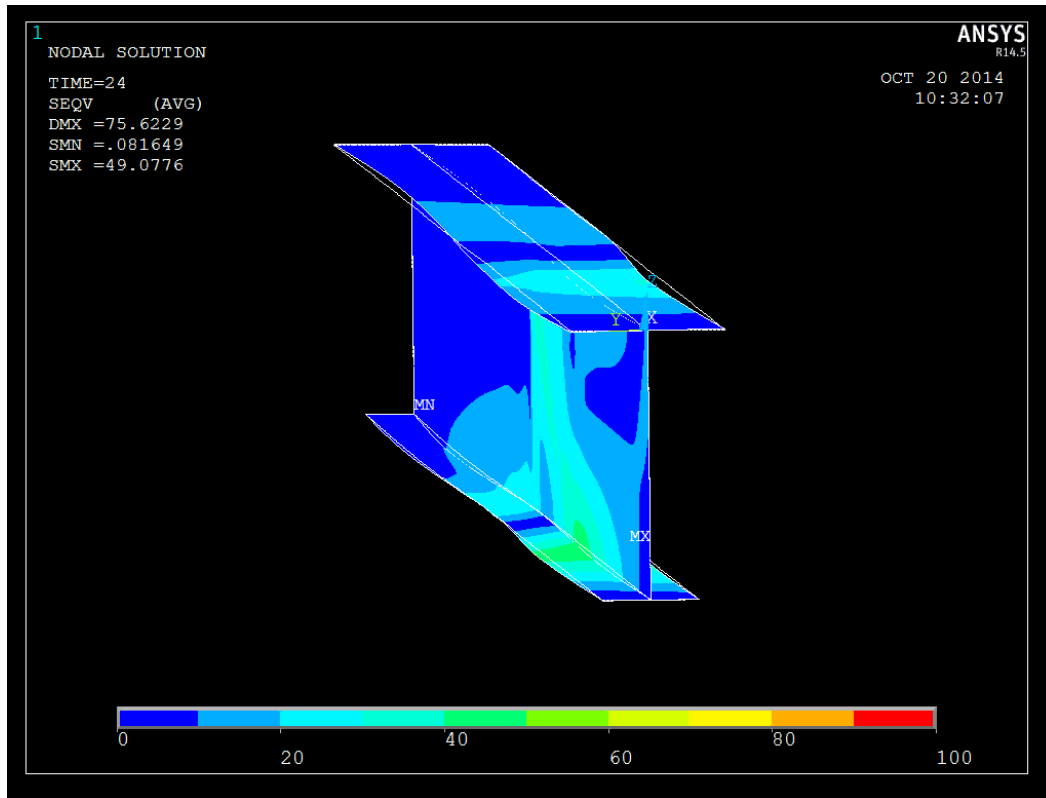 1
NODAL SOLUTION
TIME=24
SEQV (AVG)
DMX =75.6229
SMN =.081649
SMX =49.0776
ANSYS
R14.5
OCT 20 2014
10:32:07
Z
Y X
MN
MX
0 40 80
20 60 100